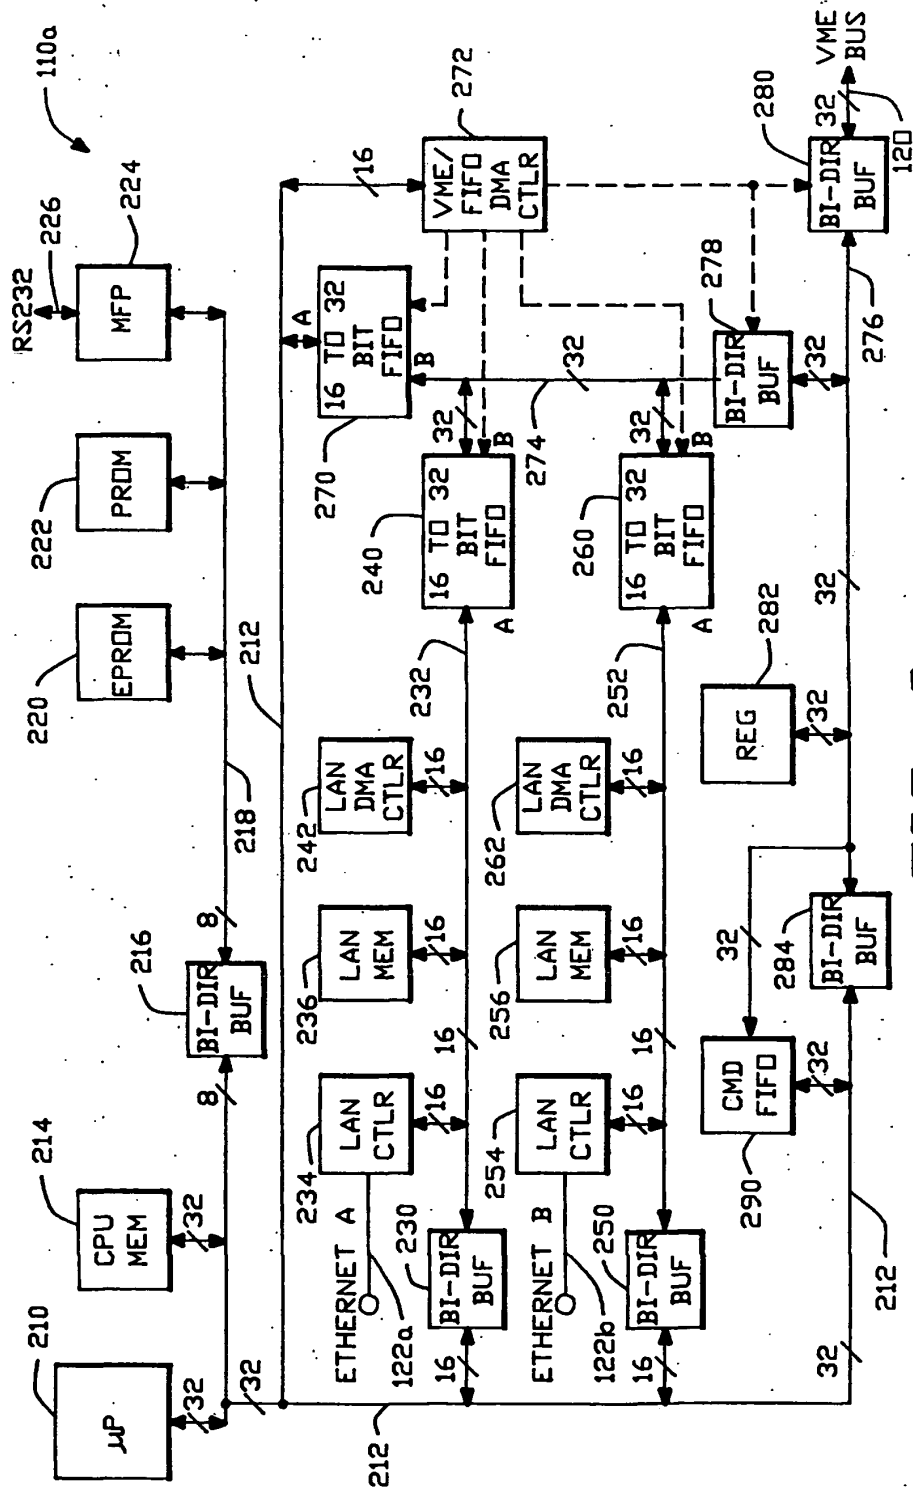 110a
210
µP
32
214
CPU
MEM
32
32
8
216
BI-DIR
BUF
8
218
212
220
EPROM
222
PROM
RS232
226
224
MFP
234
LAN
CTLR
16
236
LAN
MEM
16
242
LAN
DMA
CTLR
16
270
16 TO 32
BIT
FIFO
A
B
16
272
VME/
FIFO
DMA
CTLR
ETHERNET A
122a
230
BI-DIR
BUF
16
212
16
232
240
16 TO 32
BIT
FIFO
A
B
32
274
32
254
LAN
CTLR
16
256
LAN
MEM
16
262
LAN
DMA
CTLR
16
ETHERNET B
122b
250
BI-DIR
BUF
16
16
252
260
16 TO 32
BIT
FIFO
A
B
32
278
BI-DIR
BUF
32
290
CMD
FIFO
32
32
282
REG
32
284
BI-DIR
BUF
32
212
32
276
280
BI-DIR
BUF
32
VME
BUS
120